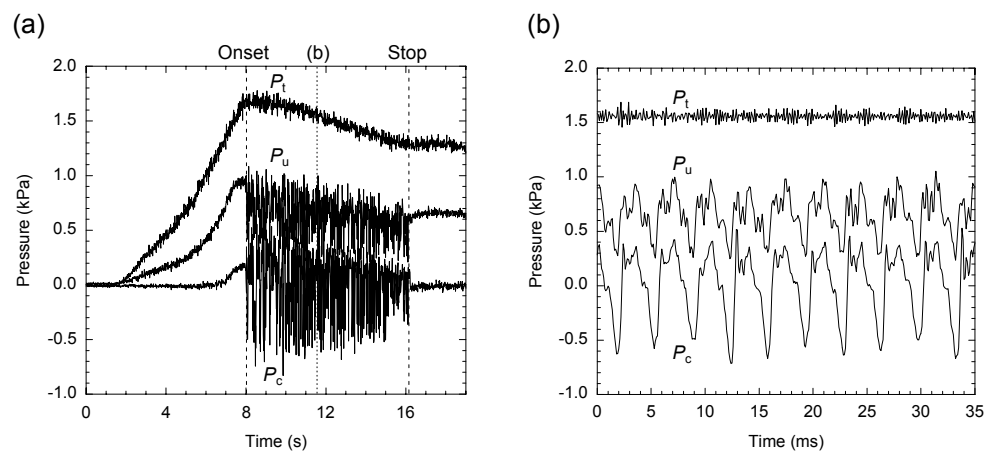 (a)
Onset (b) Stop
2.0
1.5
1.0
0.5
0.0
-0.5
-1.0
Pressure (kPa)
Pt
Pu
Pc
0 4 8 12 16
Time (s)
(b)
2.0
1.5
1.0
0.5
0.0
-0.5
-1.0
Pressure (kPa)
Pt
Pu
Pc
0 5 10 15 20 25 30 35
Time (ms)